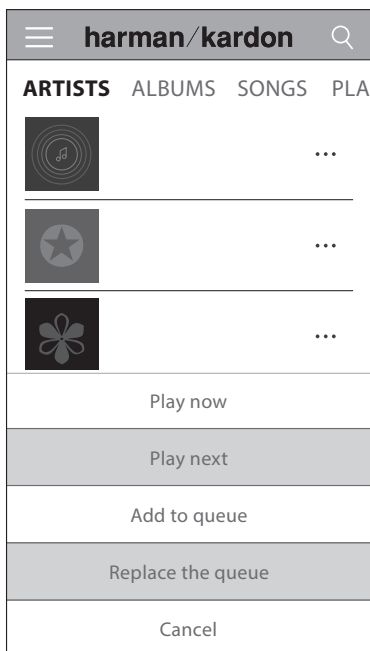 harman/kardon
ARTISTS ALBUMS SONGS PLA
...
...
...
Play now
Play next
Add to queue
Replace the queue
Cancel